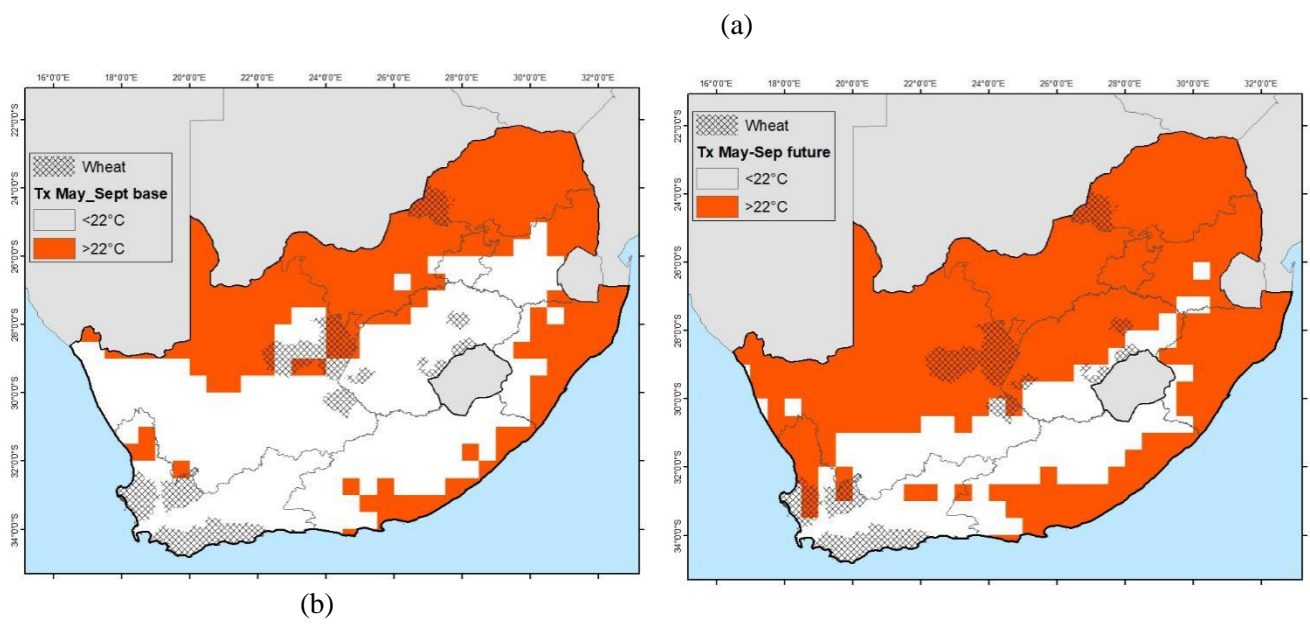 (a)
16°0'0"E 18°0'0"E 20°0'0"E 22°0'0"E 24°0'0"E 26°0'0"E 28°0'0"E 30°0'0"E 32°0'0"E
22°0'0"S
24°0'0"S
26°0'0"S
28°0'0"S
30°0'0"S
32°0'0"S
34°0'0"S
Wheat
Tx May_Sept base
<22°C
>22°C
(b)
16°0'0"E 18°0'0"E 20°0'0"E 22°0'0"E 24°0'0"E 26°0'0"E 28°0'0"E 30°0'0"E 32°0'0"E
22°0'0"S
24°0'0"S
26°0'0"S
28°0'0"S
30°0'0"S
32°0'0"S
34°0'0"S
Wheat
Tx May-Sep future
<22°C
>22°C